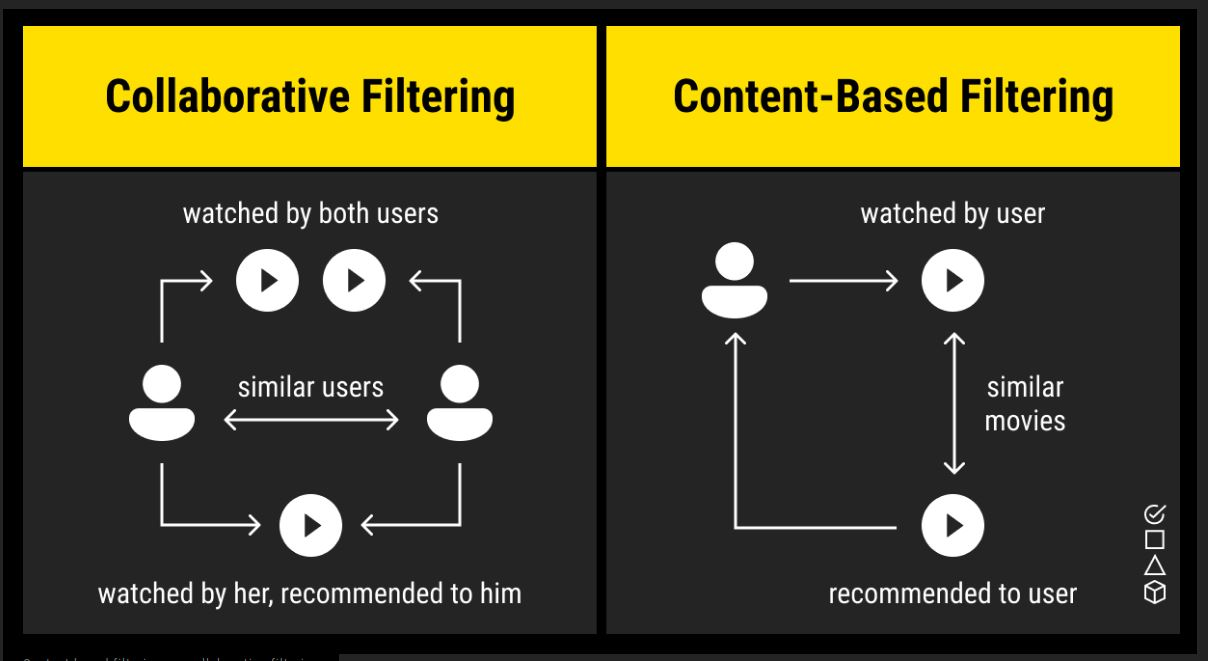 Collaborative Filtering
watched by both users
similar users
watched by her, recommended to him
Content-Based Filtering
watched by user
similar
movies
recommended to user